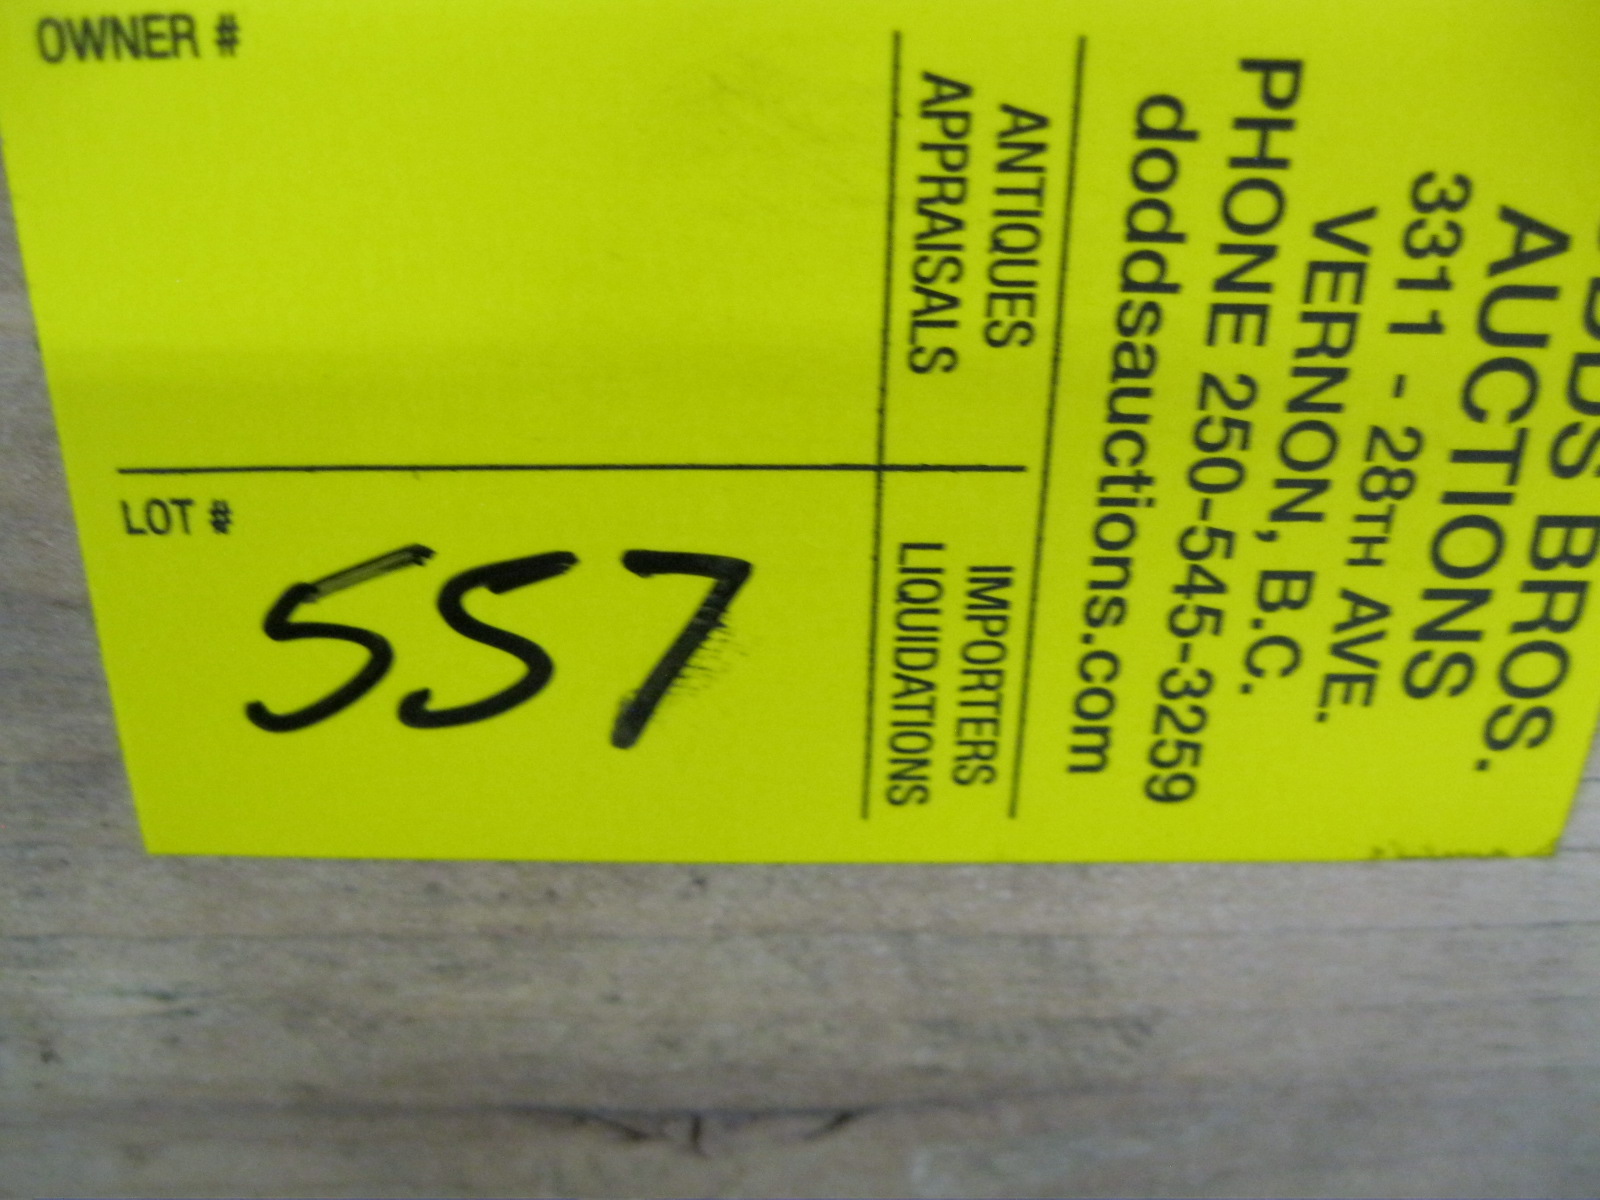 BROS.
AUCTIONS
3311 - 28TH AVE.
VERNON, B.C.
PHONE 250-545-3259
doddsauctions.com
ANTIQUES IMPORTERS
APPRAISALS LIQUIDATIONS
OWNER #
LOT #
557